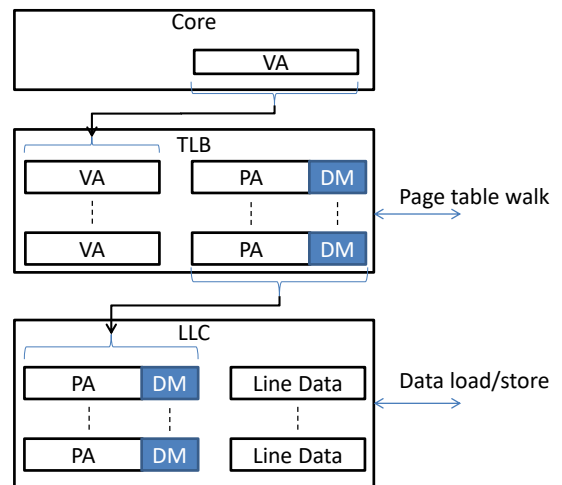 Core
VA
TLB
VA PA DM
Page table walk
VA PA DM
LLC
PA DM Line Data
Data load/store
PA DM Line Data